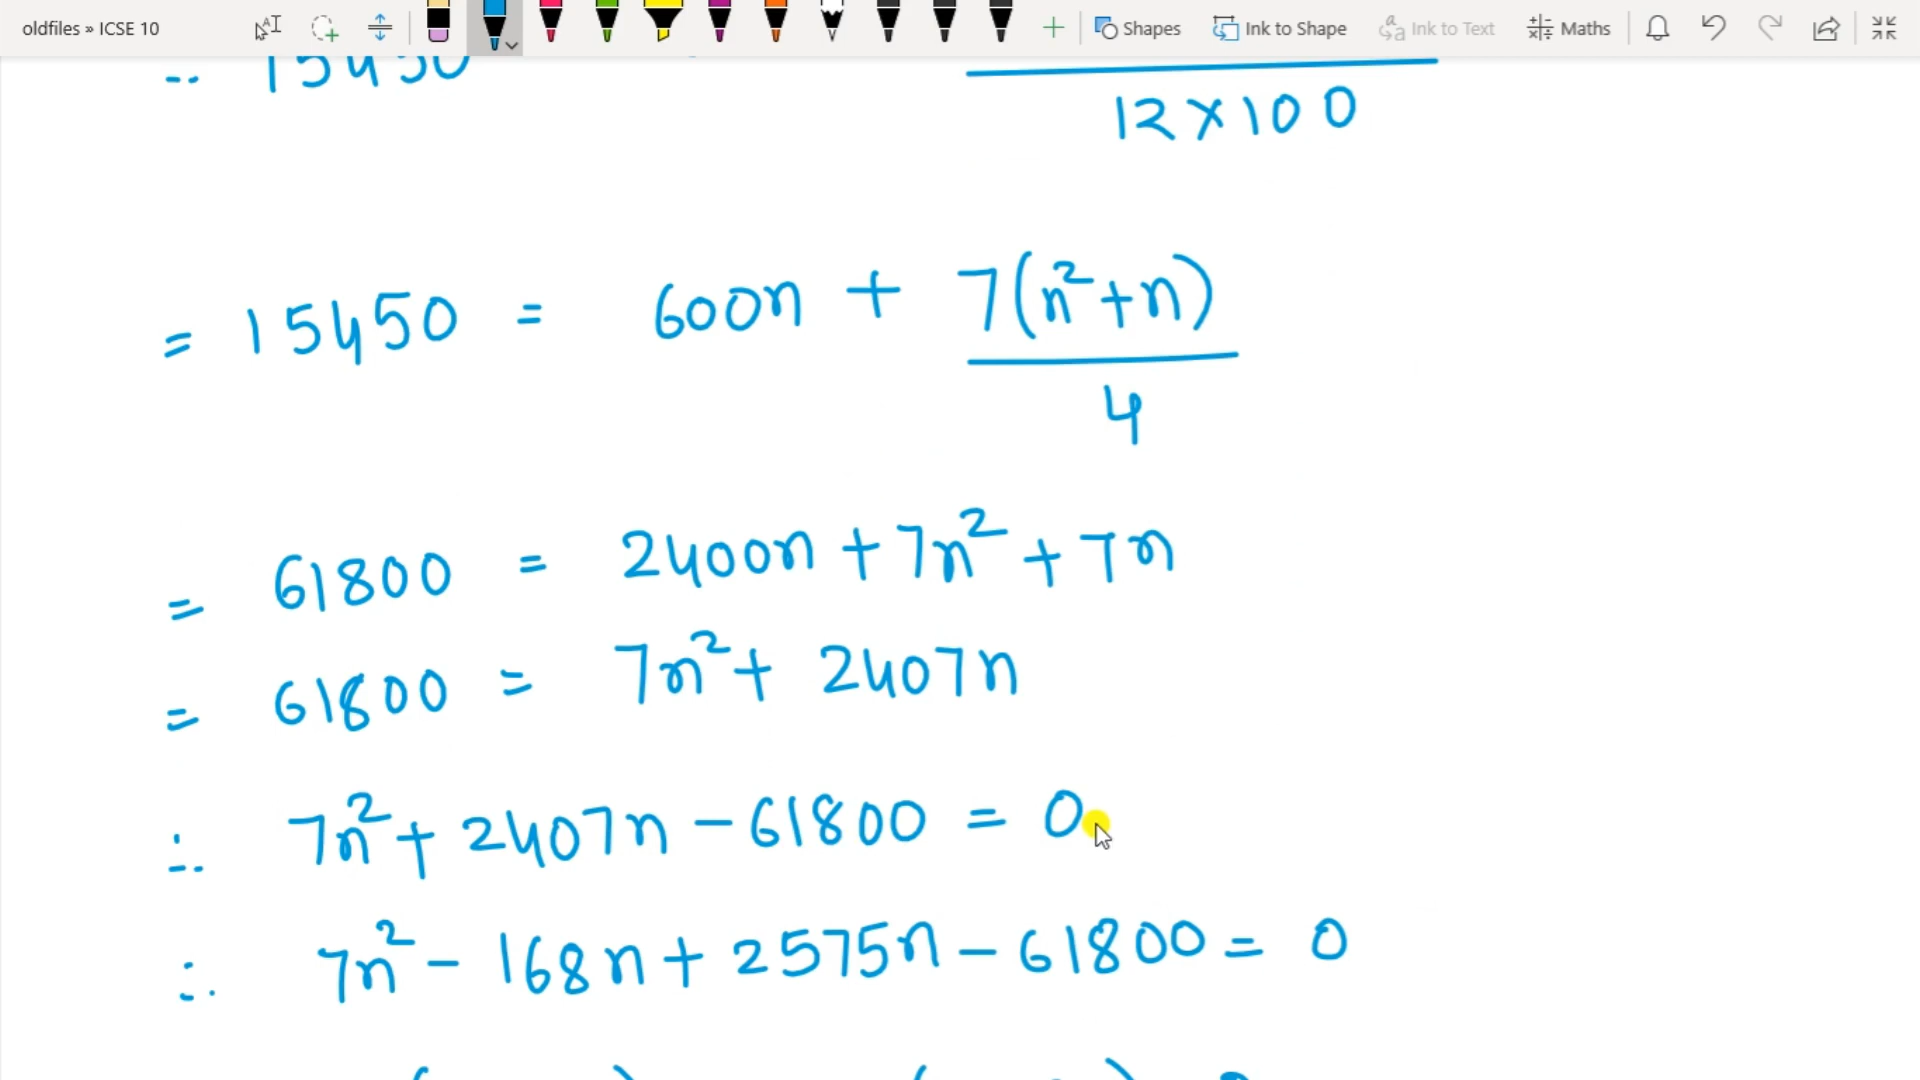 oldfiles » ICSE 10 Shapes Ink to Shape Ink to Text Maths
∴ 15450
12×100
= 15450 = 600n + 7(n²+n)
4
= 61800 = 2400n + 7n² + 7n
= 61800 = 7n² + 2407n
∴ 7n² + 2407n − 61800 = 0
∴ 7n² − 168n + 2575n − 61800 = 0